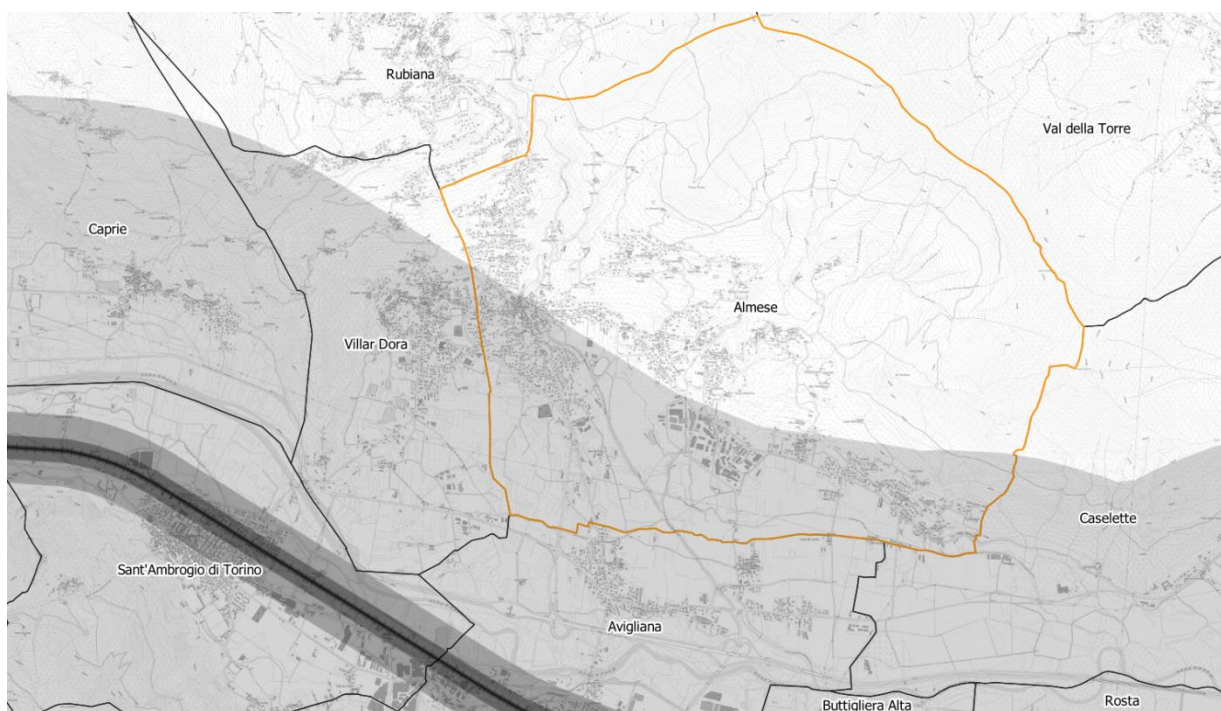 Rubiana
Val della Torre
Caprie
Almese
Villar Dora
Caselette
Sant'Ambrogio di Torino
Avigliana
Buttigliera Alta
Rosta